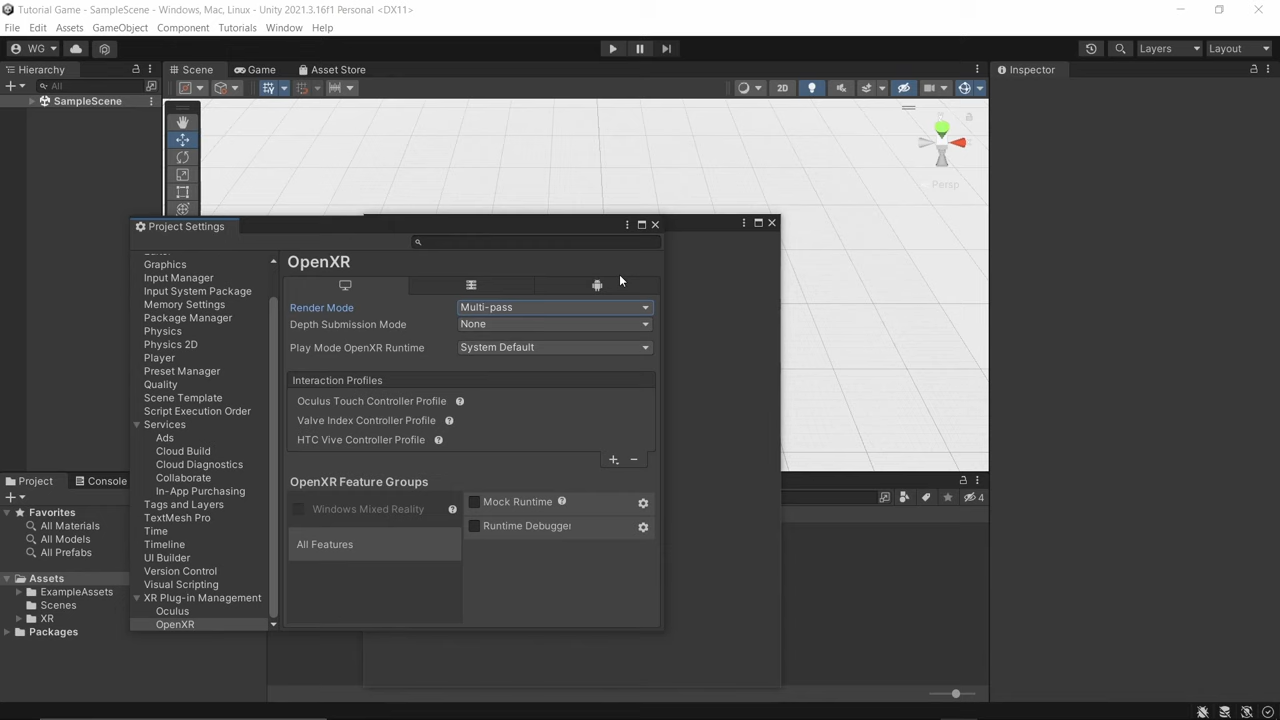 Tutorial Game - SampleScene - Windows, Mac, Linux - Unity 2021.3.16f1 Personal <DX11>
File Edit Assets GameObject Component Tutorials Window Help
WG
Layers
Layout
Hierarchy
All
SampleScene
Scene
Game
Asset Store
2D
Persp
Inspector
Project Settings
Graphics
Input Manager
Input System Package
Memory Settings
Package Manager
Physics
Physics 2D
Player
Preset Manager
Quality
Scene Template
Script Execution Order
Services
Ads
Cloud Build
Cloud Diagnostics
Collaborate
In-App Purchasing
Tags and Layers
TextMesh Pro
Time
Timeline
UI Builder
Version Control
Visual Scripting
XR Plug-in Management
Oculus
OpenXR
OpenXR
Render Mode Multi-pass
Depth Submission Mode None
Play Mode OpenXR Runtime System Default
Interaction Profiles
Oculus Touch Controller Profile
Valve Index Controller Profile
HTC Vive Controller Profile
OpenXR Feature Groups
Windows Mixed Reality
All Features
Mock Runtime
Runtime Debugger
Project
Console
Favorites
All Materials
All Models
All Prefabs
Assets
ExampleAssets
Scenes
XR
Packages
4